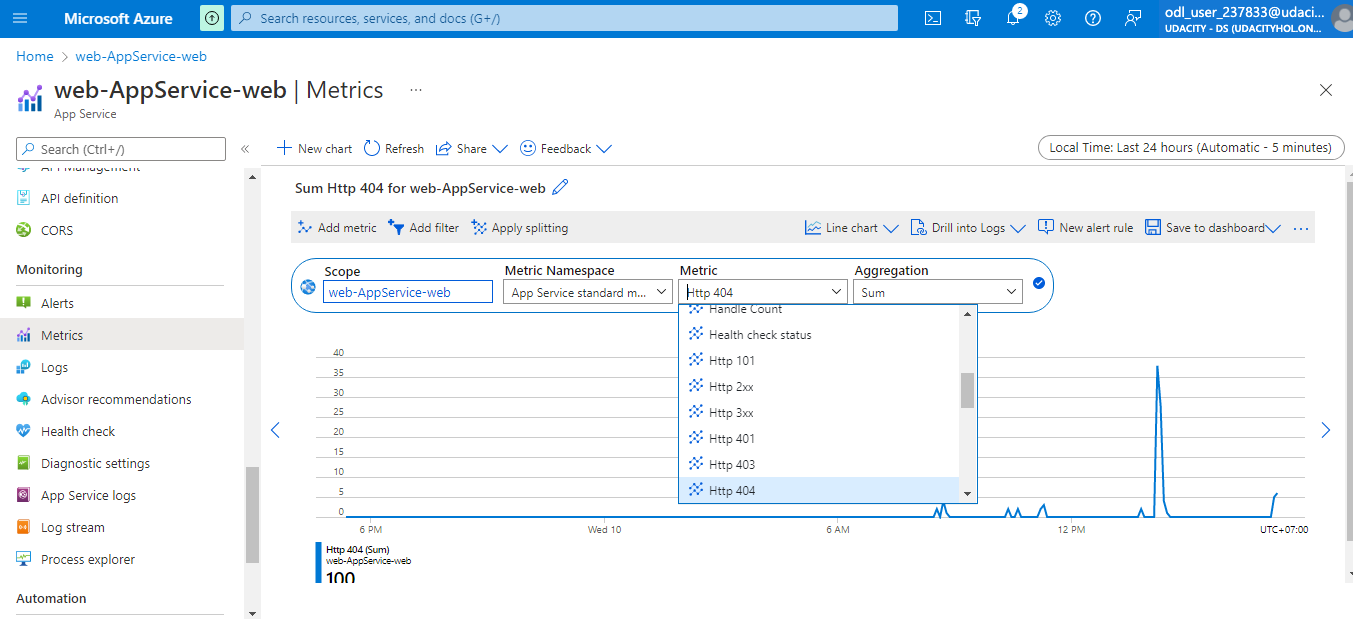 Microsoft Azure
Search resources, services, and docs (G+/)
2
odl_user_237833@udaci...
UDACITY - DS (UDACITYHOL.ON...
Home > web-AppService-web
web-AppService-web | Metrics ...
App Service
Search (Ctrl+/)
«
API Management
API definition
CORS
Monitoring
Alerts
Metrics
Logs
Advisor recommendations
Health check
Diagnostic settings
App Service logs
Log stream
Process explorer
Automation
New chart
Refresh
Share
Feedback
Local Time: Last 24 hours (Automatic - 5 minutes)
Sum Http 404 for web-AppService-web
Add metric
Add filter
Apply splitting
Line chart
Drill into Logs
New alert rule
Save to dashboard
...
Scope
web-AppService-web
Metric Namespace
App Service standard m...
Metric
Http 404
Aggregation
Sum
Handle Count
Health check status
Http 101
Http 2xx
Http 3xx
Http 401
Http 403
Http 404
40
35
30
25
20
15
10
5
0
6 PM
Wed 10
6 AM
12 PM
UTC+07:00
Http 404 (Sum)
web-AppService-web
100